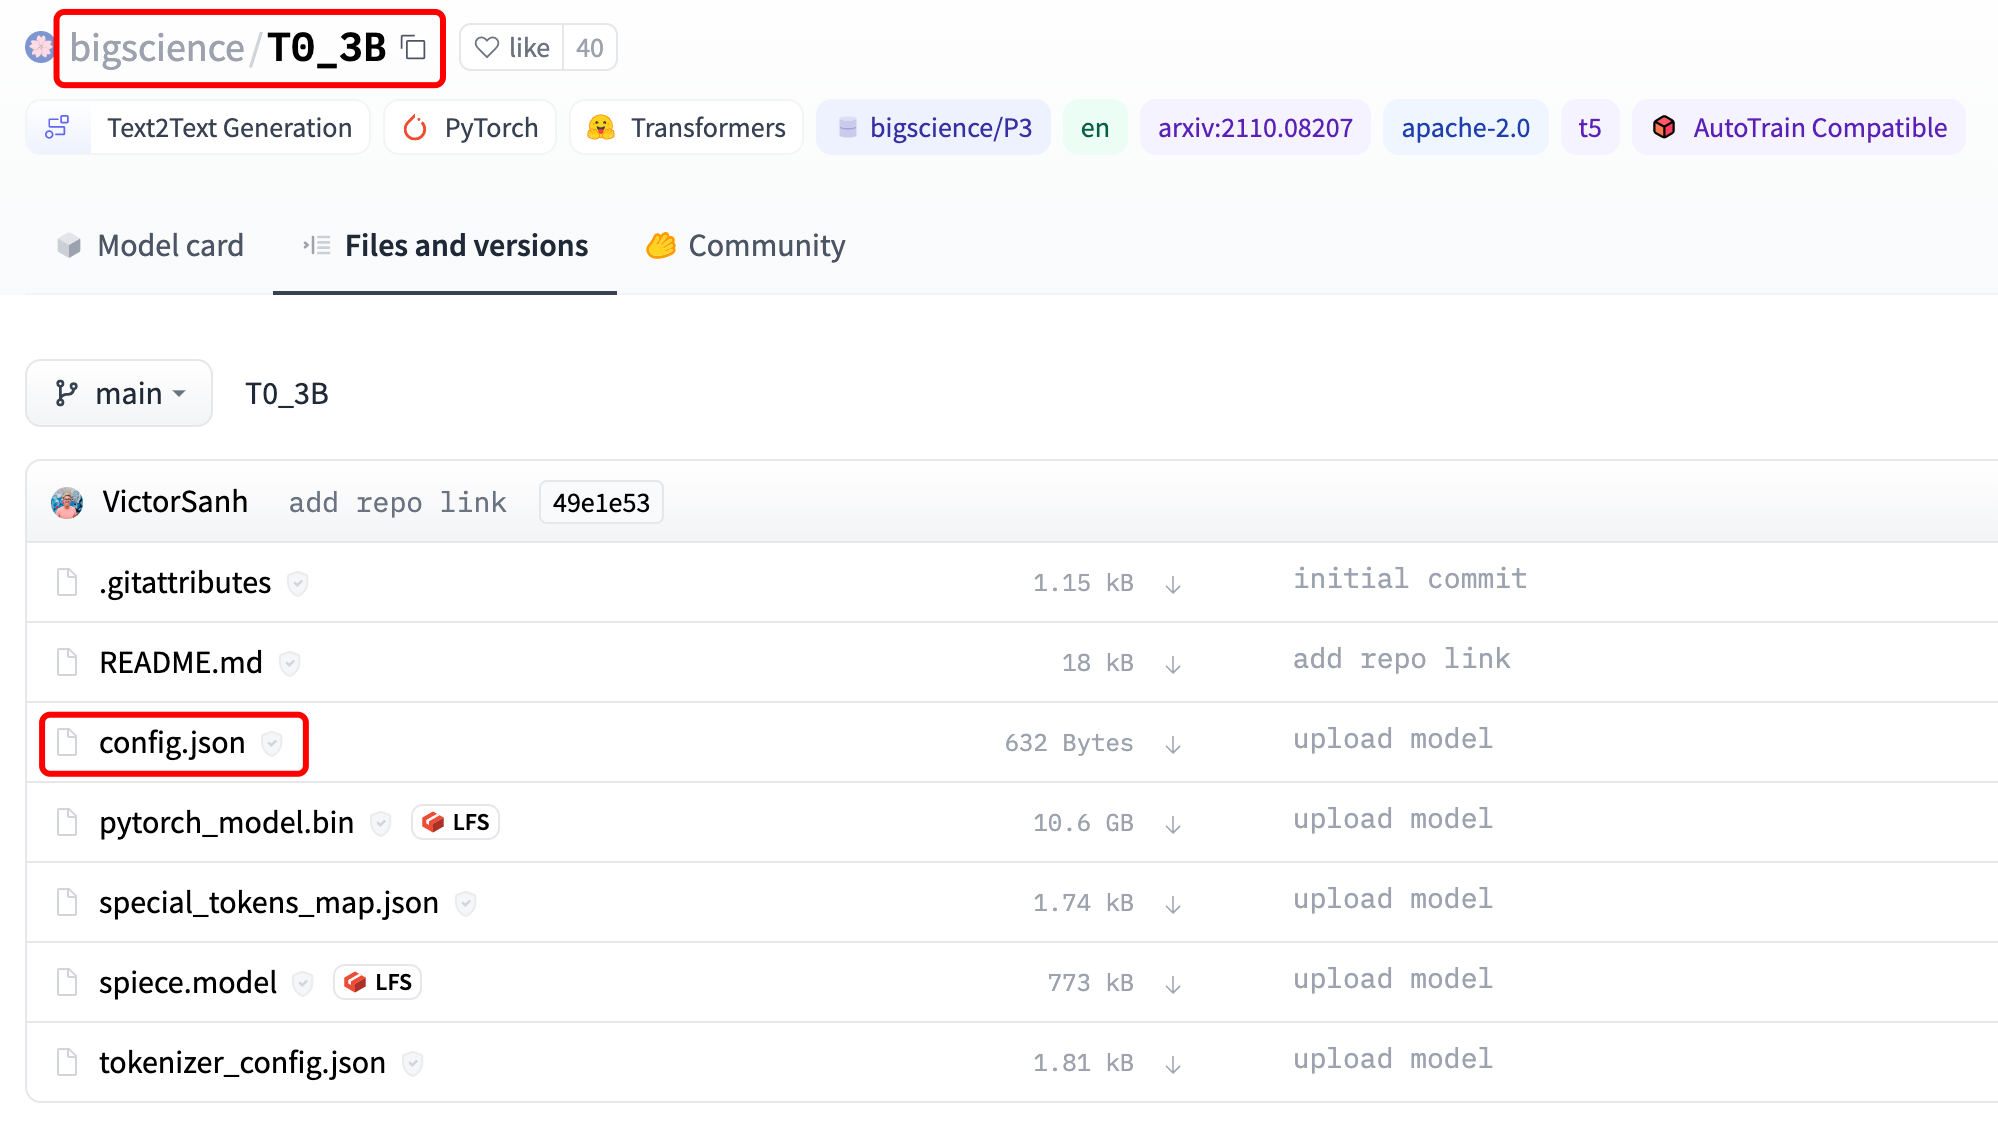 bigscience/T0_3B like 40
Text2Text Generation PyTorch Transformers bigscience/P3 en arxiv:2110.08207 apache-2.0 t5 AutoTrain Compatible
Model card Files and versions Community
main T0_3B
VictorSanh add repo link 49e1e53
.gitattributes 1.15 kB initial commit
README.md 18 kB add repo link
config.json 632 Bytes upload model
pytorch_model.bin LFS 10.6 GB upload model
special_tokens_map.json 1.74 kB upload model
spiece.model LFS 773 kB upload model
tokenizer_config.json 1.81 kB upload model